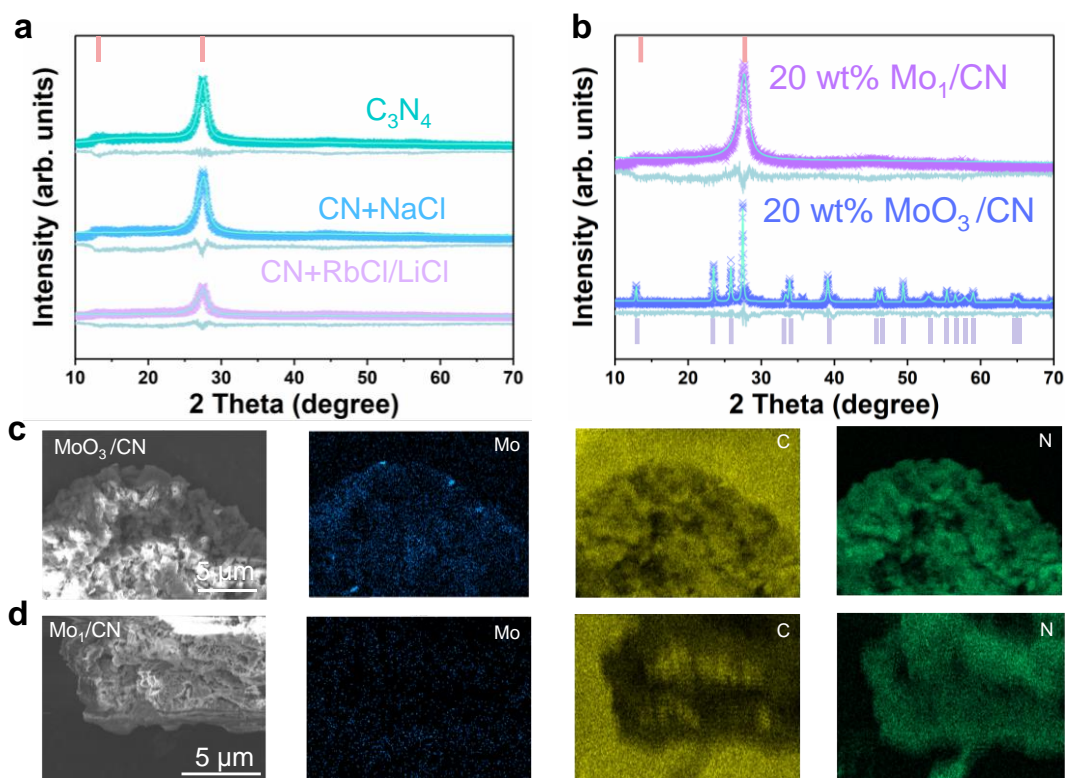 a
Intensity (arb. units)
C₃N₄
CN+NaCl
CN+RbCl/LiCl
10 20 30 40 50 60 70
2 Theta (degree)
b
Intensity (arb. units)
20 wt% Mo₁/CN
20 wt% MoO₃/CN
10 20 30 40 50 60 70
2 Theta (degree)
c
MoO₃/CN
5 μm
Mo
C
N
d
Mo₁/CN
5 μm
Mo
C
N